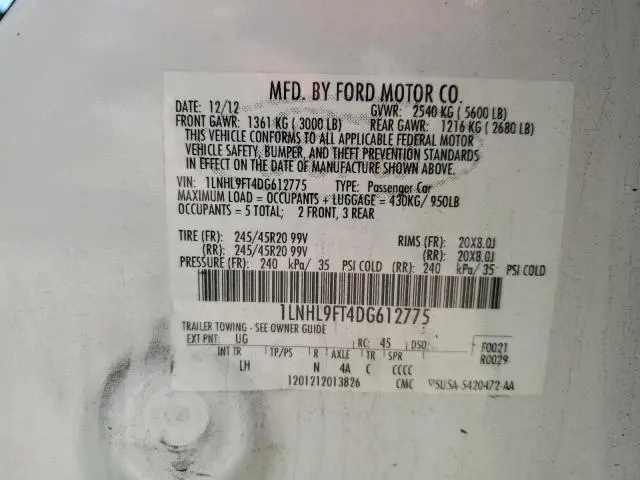 MFD. BY FORD MOTOR CO.
DATE: 12/12 GVWR: 2540 KG (5600 LB)
FRONT GAWR: 1361 KG (3000 LB) REAR GAWR: 1216 KG (2680 LB)
THIS VEHICLE CONFORMS TO ALL APPLICABLE FEDERAL MOTOR
VEHICLE SAFETY, BUMPER, AND THEFT PREVENTION STANDARDS
IN EFFECT ON THE DATE OF MANUFACTURE SHOWN ABOVE.
VIN: 1LNHL9FT4DG612775 TYPE: Passenger Car
MAXIMUM LOAD = OCCUPANTS + LUGGAGE = 430KG/ 950LB
OCCUPANTS = 5 TOTAL; 2 FRONT, 3 REAR
TIRE (FR): 245/45R20 99V RIMS (FR): 20X8.0J
(RR): 245/45R20 99V (RR): 20X8.0J
PRESSURE (FR): 240 kPa/ 35 PSI COLD (RR): 240 kPa/ 35 PSI COLD
1LNHL9FT4DG612775
TRAILER TOWING - SEE OWNER GUIDE
EXT PNT: UG RC: 45 DSO: F0021
R0029
INT TR TP/PS R AXLE TR SPR
LH N 4A C CCCC
1201212013826 CMC 5U5A-5420472-AA